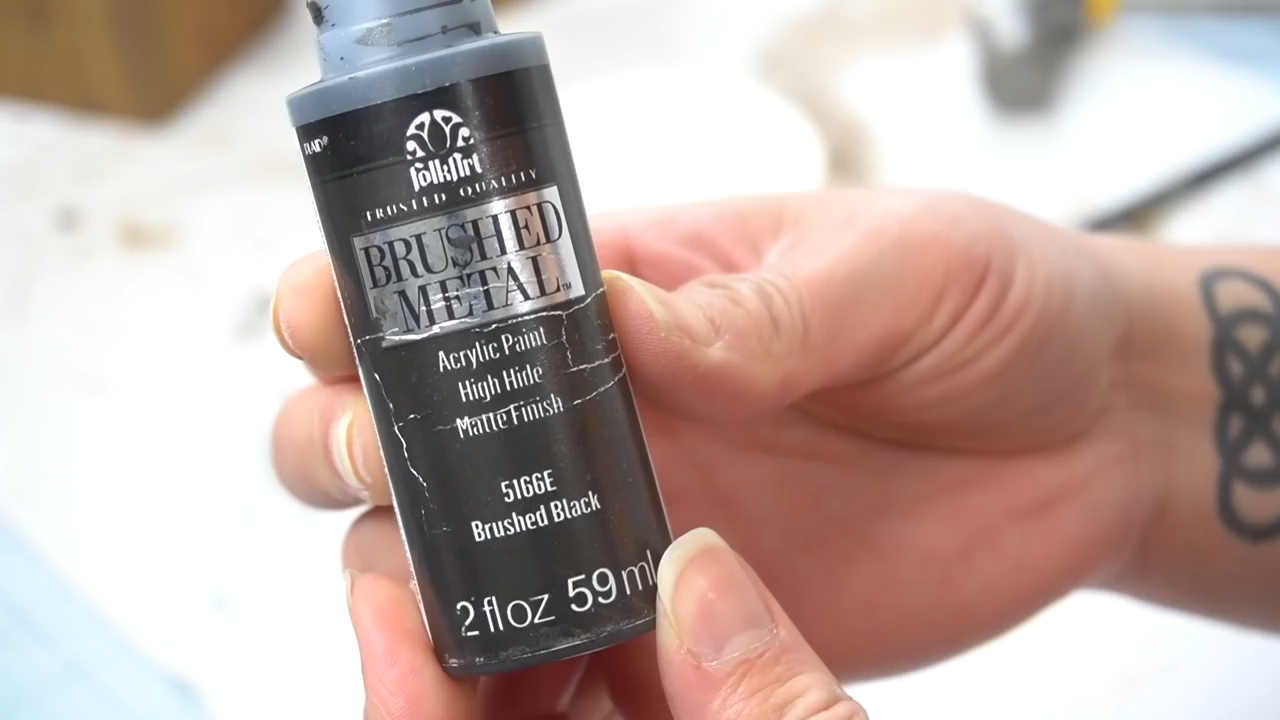 PLAID®
folkArt
TRUSTED QUALITY
BRUSHED
METAL™
Acrylic Paint
High Hide
Matte Finish
5166E
Brushed Black
2 fl oz 59 ml